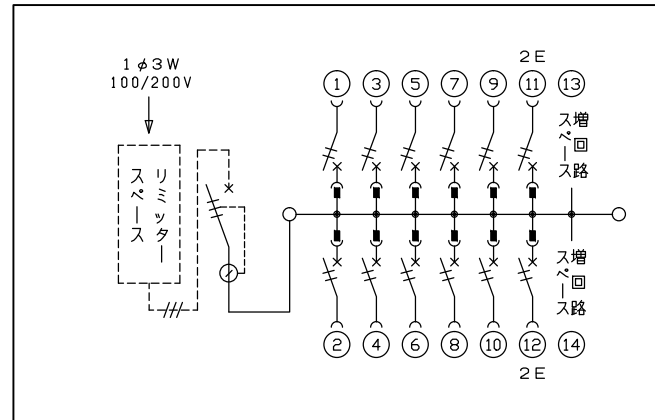 1φ3W
100/200V
リミッター
スペース
2E
① ③ ⑤ ⑦ ⑨ ⑪ ⑬
増回路
スペース
増回路
スペース
② ④ ⑥ ⑧ ⑩ ⑫ ⑭
2E